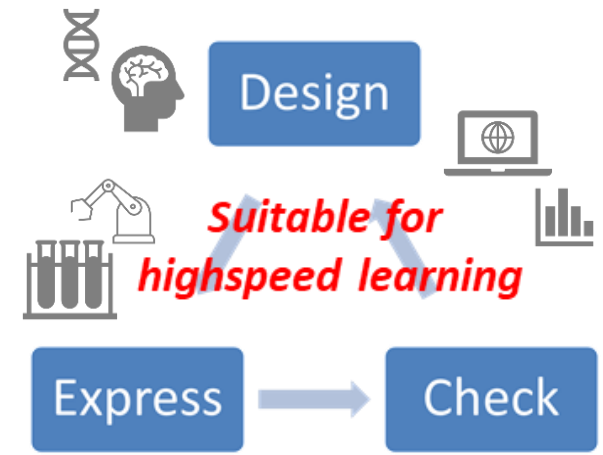 Design
Suitable for
highspeed learning
Express
Check